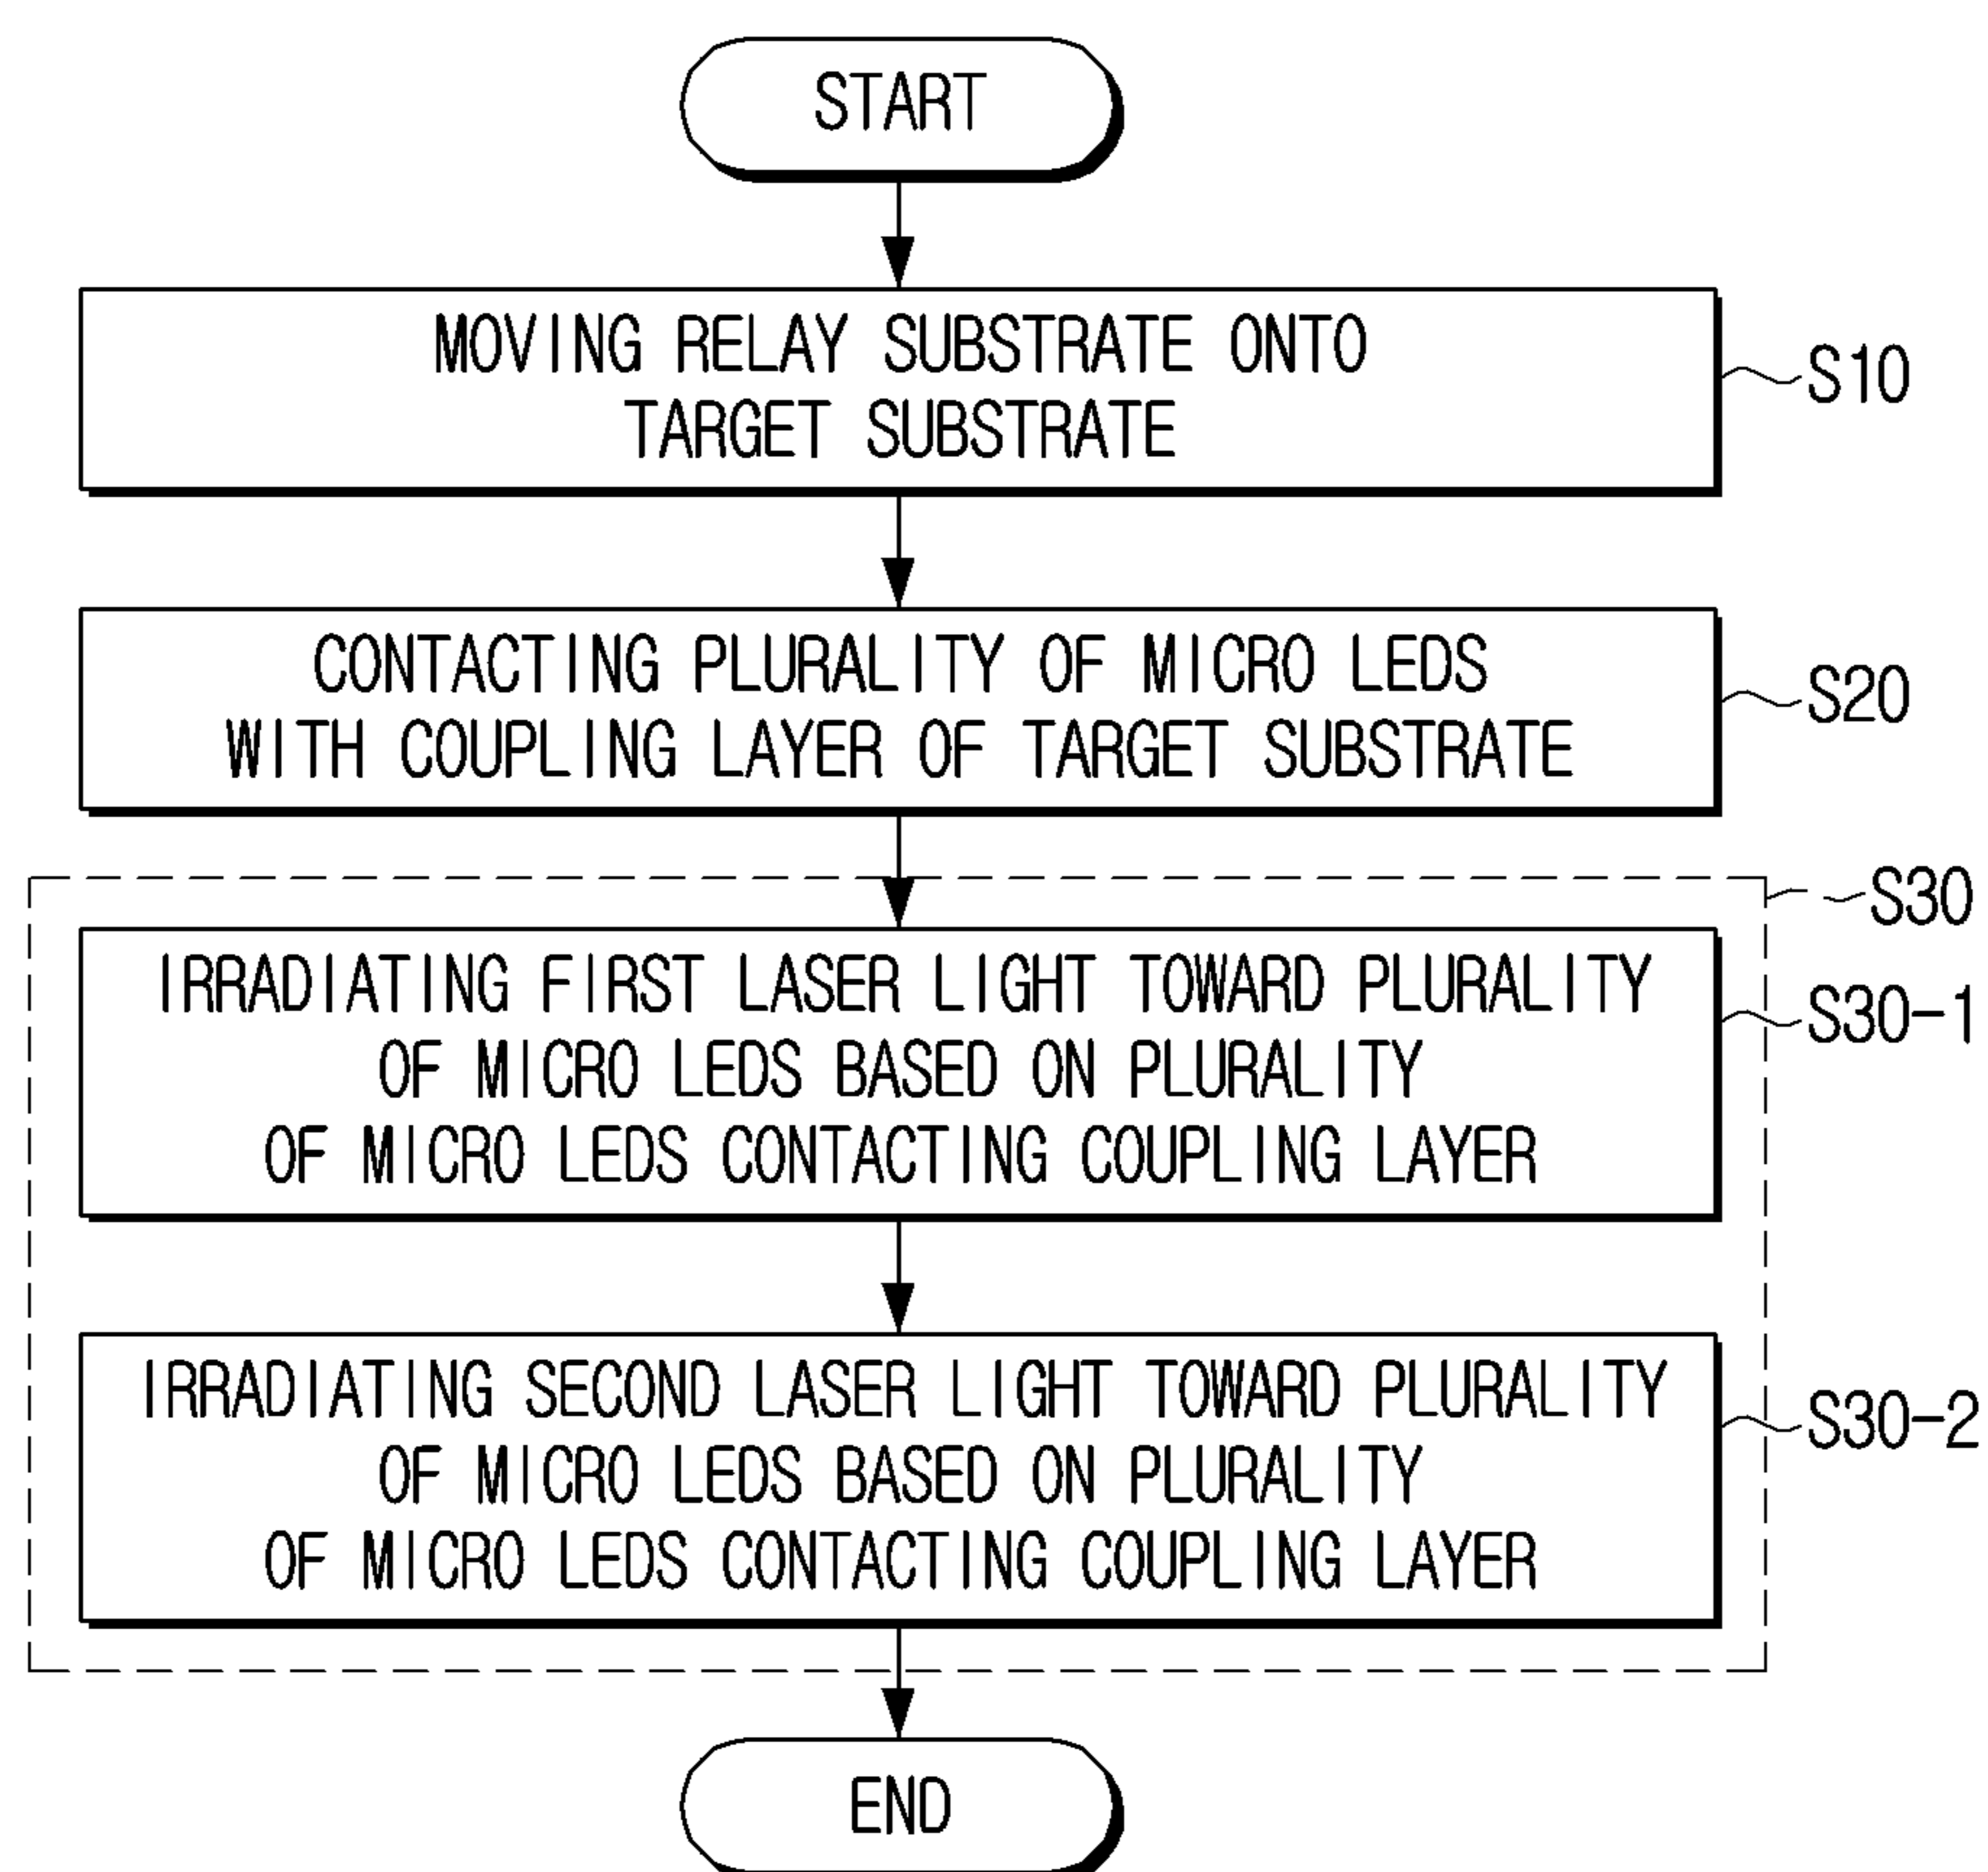 START
MOVING RELAY SUBSTRATE ONTO
TARGET SUBSTRATE
S10
CONTACTING PLURALITY OF MICRO LEDS
WITH COUPLING LAYER OF TARGET SUBSTRATE
S20
S30
IRRADIATING FIRST LASER LIGHT TOWARD PLURALITY
OF MICRO LEDS BASED ON PLURALITY
OF MICRO LEDS CONTACTING COUPLING LAYER
S30-1
IRRADIATING SECOND LASER LIGHT TOWARD PLURALITY
OF MICRO LEDS BASED ON PLURALITY
OF MICRO LEDS CONTACTING COUPLING LAYER
S30-2
END